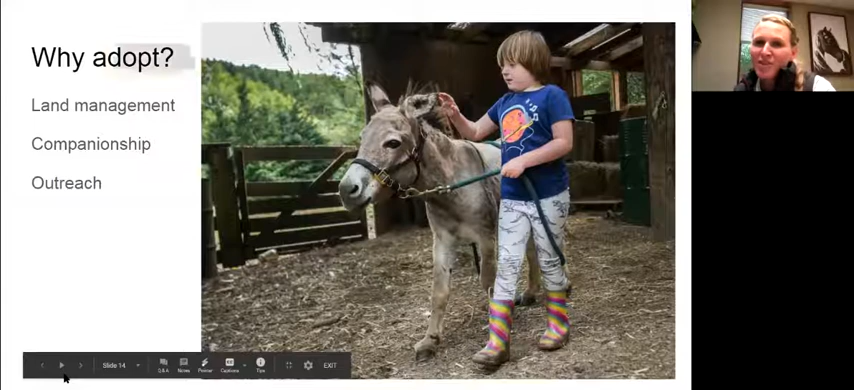 Why adopt?
Land management
Companionship
Outreach
Slide 14
Q&A
Notes
Pointer
Captions
Tips
EXIT